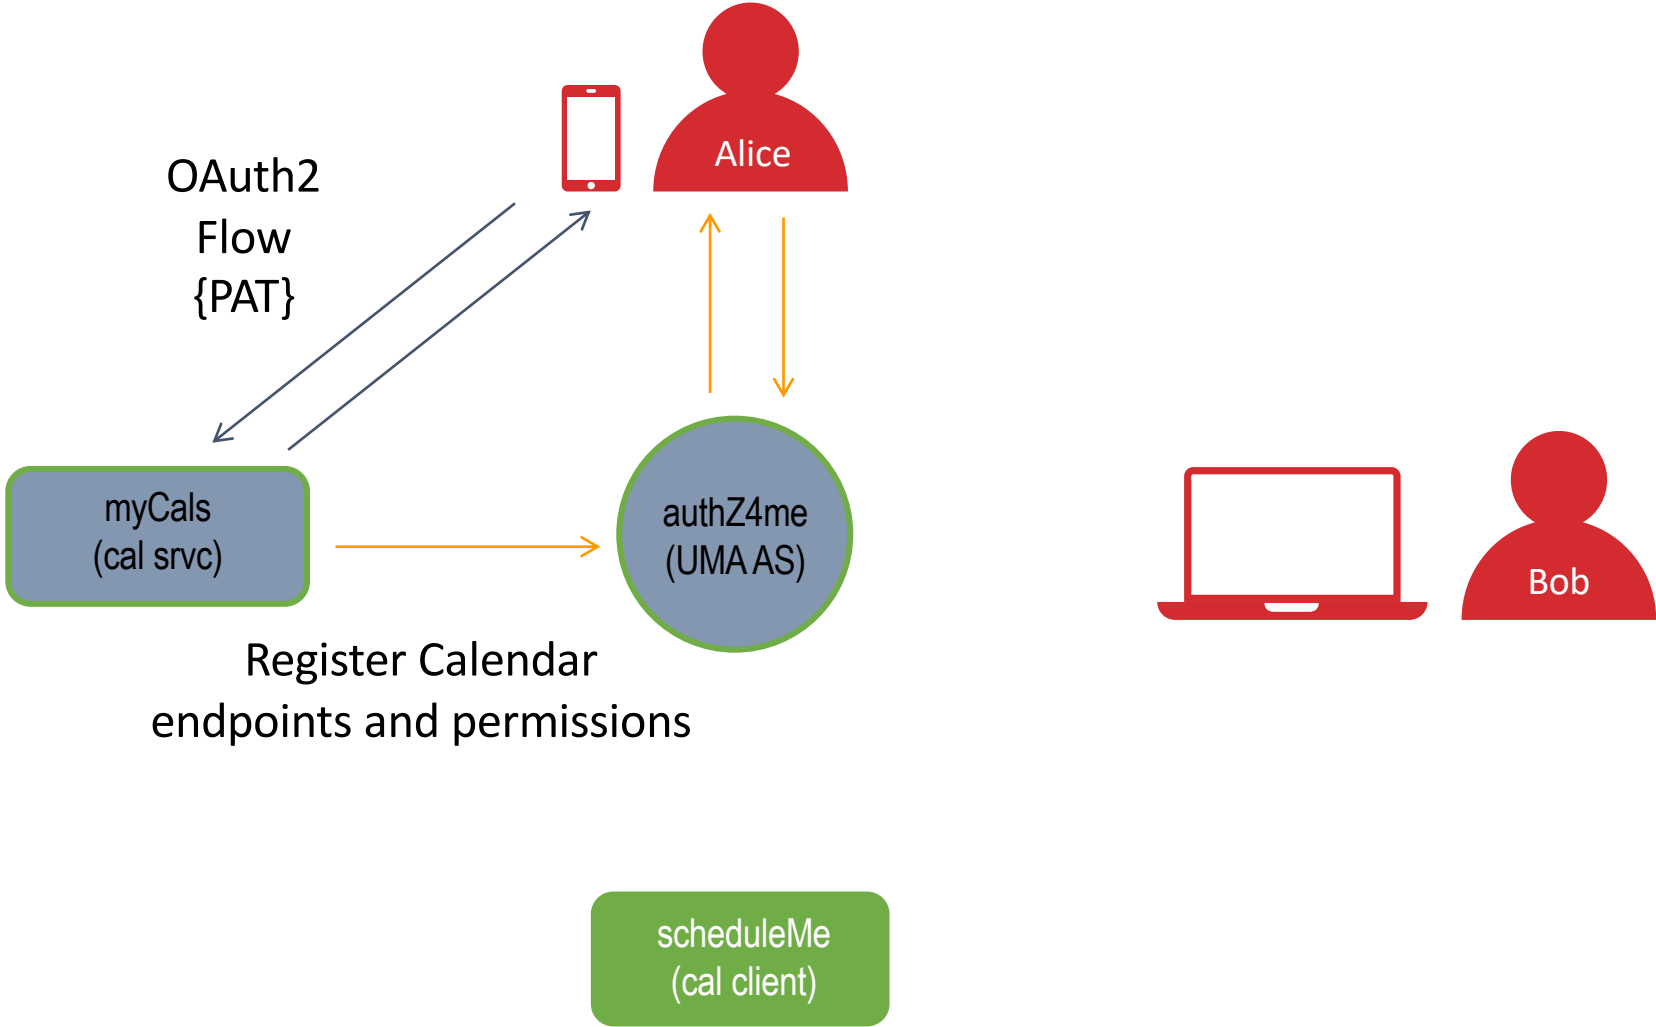 Alice
OAuth2
Flow
{PAT}
myCals
(cal srvc)
authZ4me
(UMA AS)
Bob
Register Calendar
endpoints and permissions
scheduleMe
(cal client)